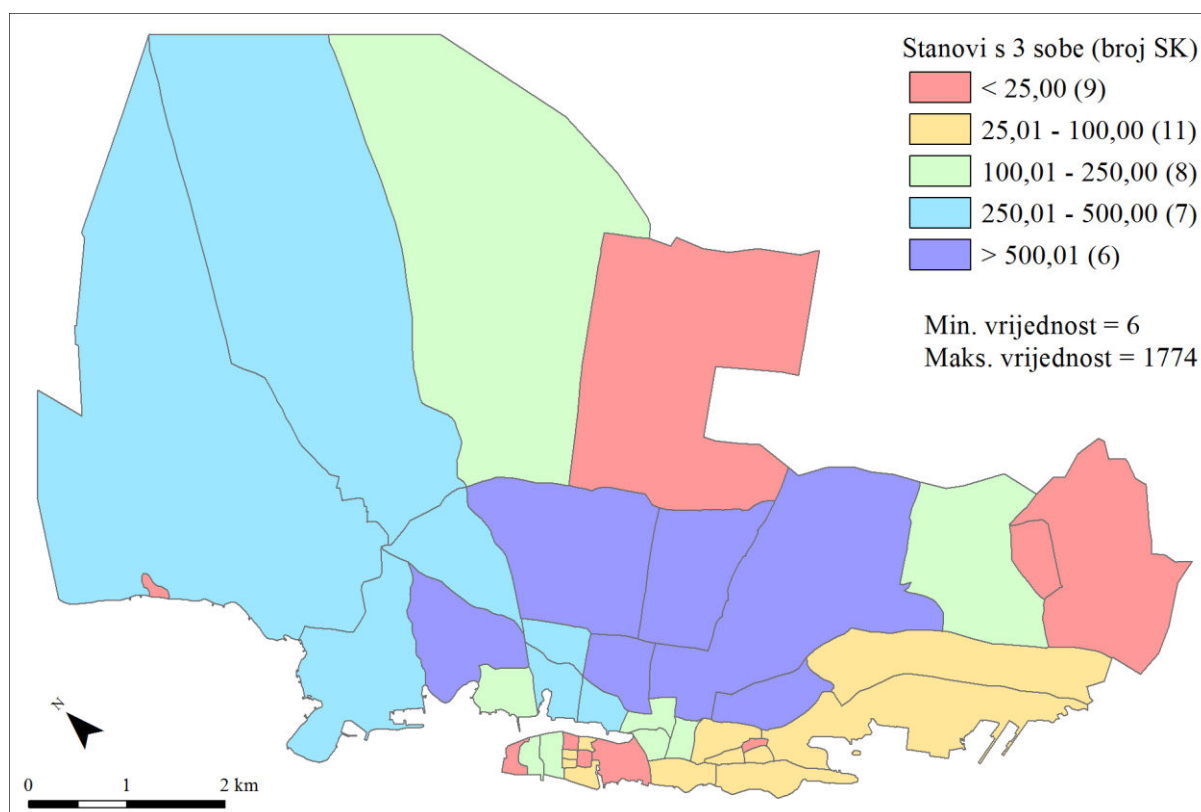 Stanovi s 3 sobe (broj SK)
< 25,00 (9)
25,01 - 100,00 (11)
100,01 - 250,00 (8)
250,01 - 500,00 (7)
> 500,01 (6)
Min. vrijednost = 6
Maks. vrijednost = 1774
N
0 1 2 km